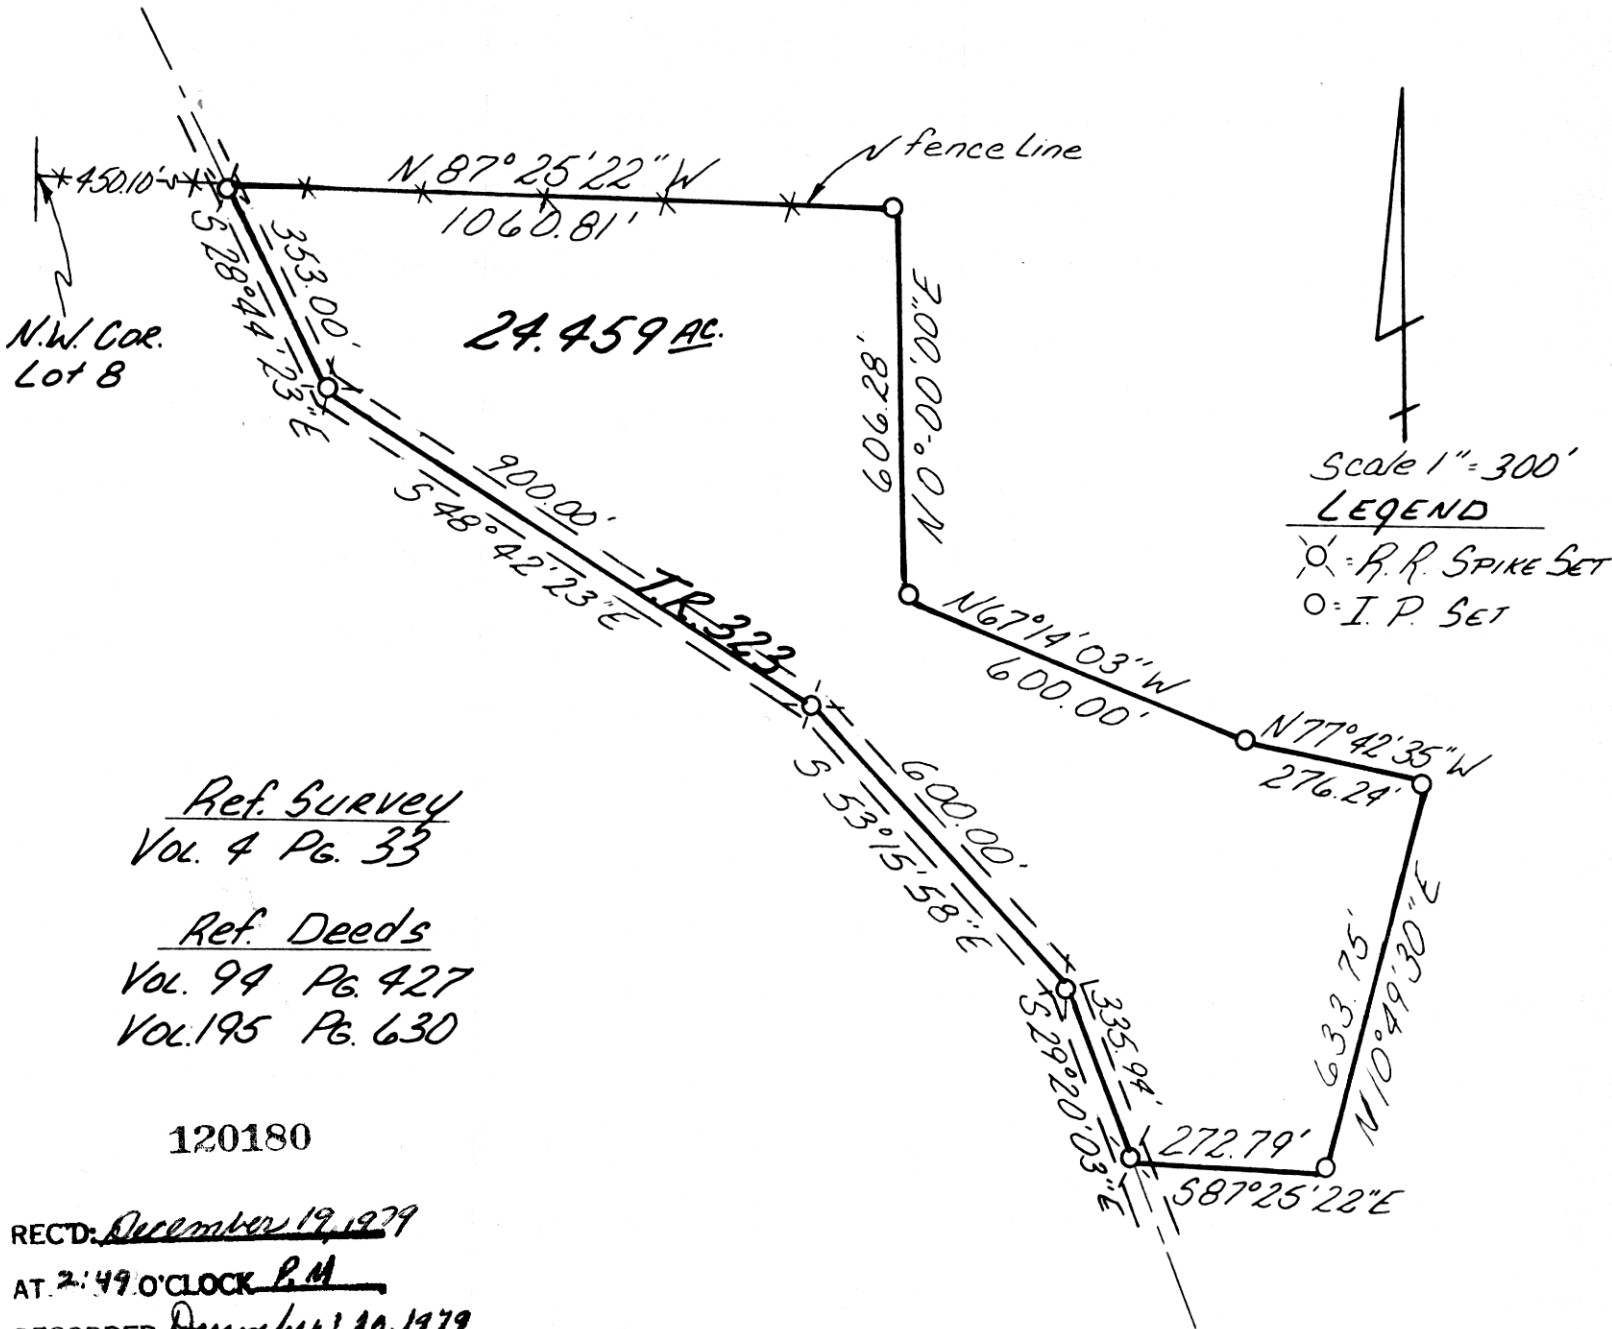 fence Line
450.10'
N 87° 25' 22" W
1060.81'
S 28° 44' 23" E
353.00'
N.W. COR.
Lot 8
24.459 AC.
606.28'
N 0° 00' 00" E
Scale 1" = 300'
LEGEND
= R.R. SPIKE SET
= I.P. SET
900.00'
S 48° 42' 23" E
T.R. 323
N 67° 14' 03" W
600.00'
N 77° 42' 35" W
276.24'
600.00'
S 53° 15' 58" E
Ref. Survey
Vol. 4 PG. 33
Ref. Deeds
Vol. 94 PG. 427
Vol. 195 PG. 630
335.94'
S 29° 20' 03" E
633.75'
N 10° 49' 30" E
272.79'
S 87° 25' 22" E
120180
REC'D: December 19, 1979
AT 2:49 O'CLOCK P.M
RECORDED December 1979